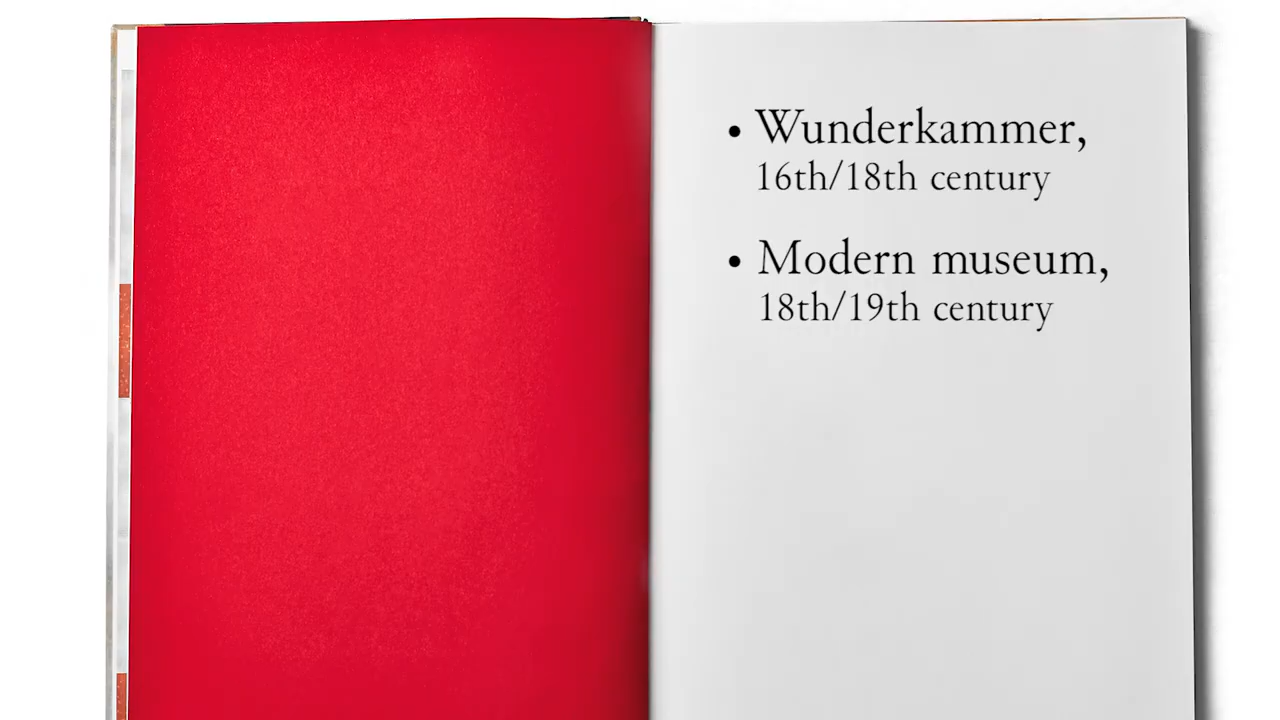 • Wunderkammer,
16th/18th century
• Modern museum,
18th/19th century